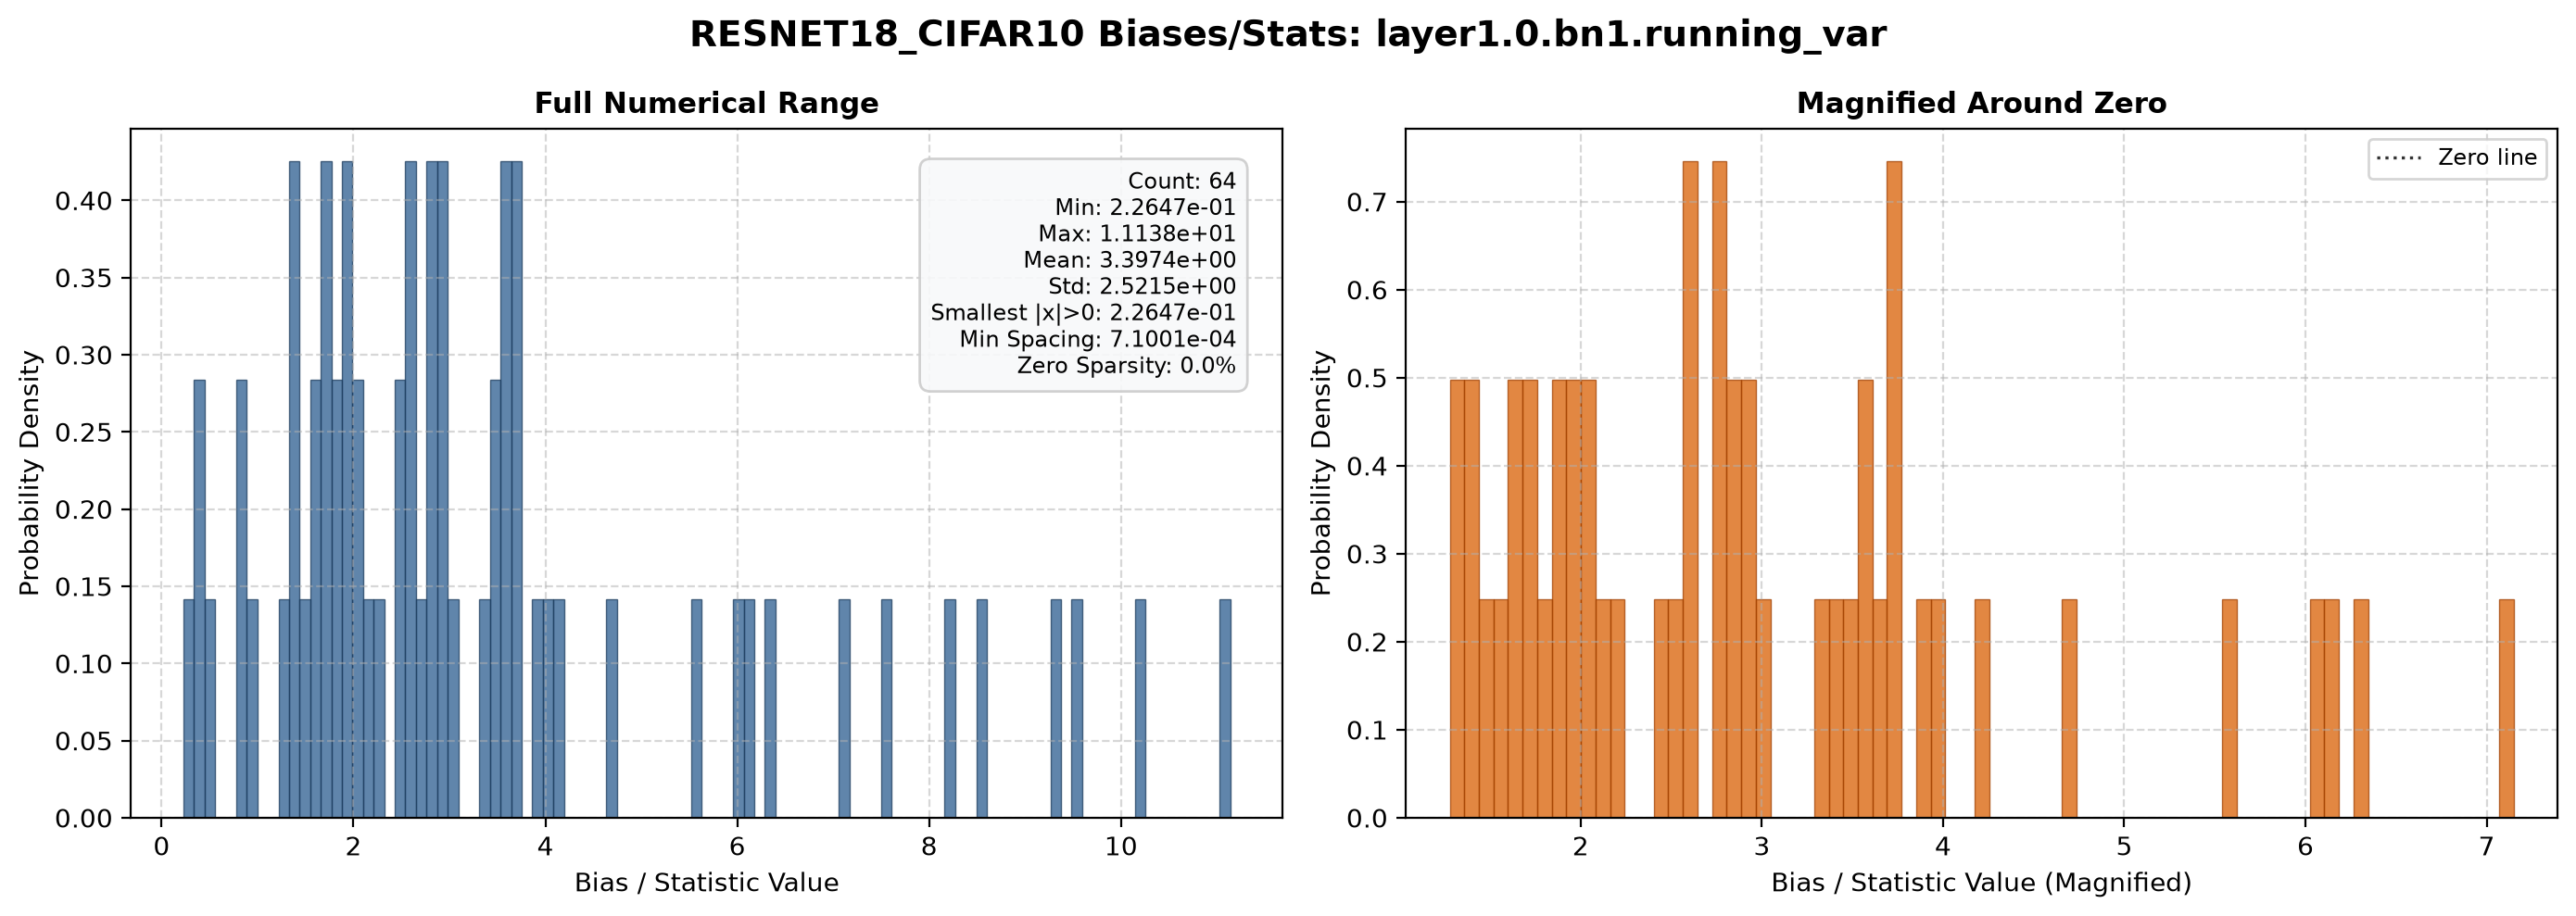 RESNET18_CIFAR10 Biases/Stats: layer1.0.bn1.running_var
Full Numerical Range
Probability Density
0.40
0.35
0.30
0.25
0.20
0.15
0.10
0.05
0.00
Count: 64
Min: 2.2647e-01
Max: 1.1138e+01
Mean: 3.3974e+00
Std: 2.5215e+00
Smallest |x|>0: 2.2647e-01
Min Spacing: 7.1001e-04
Zero Sparsity: 0.0%
0 2 4 6 8 10
Bias / Statistic Value
Magnified Around Zero
Probability Density
0.7
0.6
0.5
0.4
0.3
0.2
0.1
0.0
Zero line
2 3 4 5 6 7
Bias / Statistic Value (Magnified)